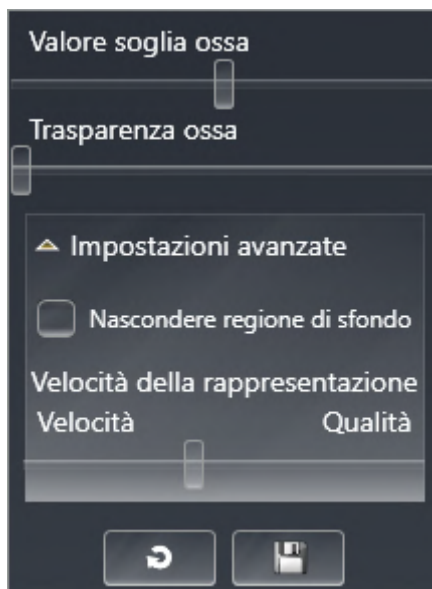 Valore soglia ossa
Trasparenza ossa
Impostazioni avanzate
Nascondere regione di sfondo
Velocità della rappresentazione
Velocità Qualità